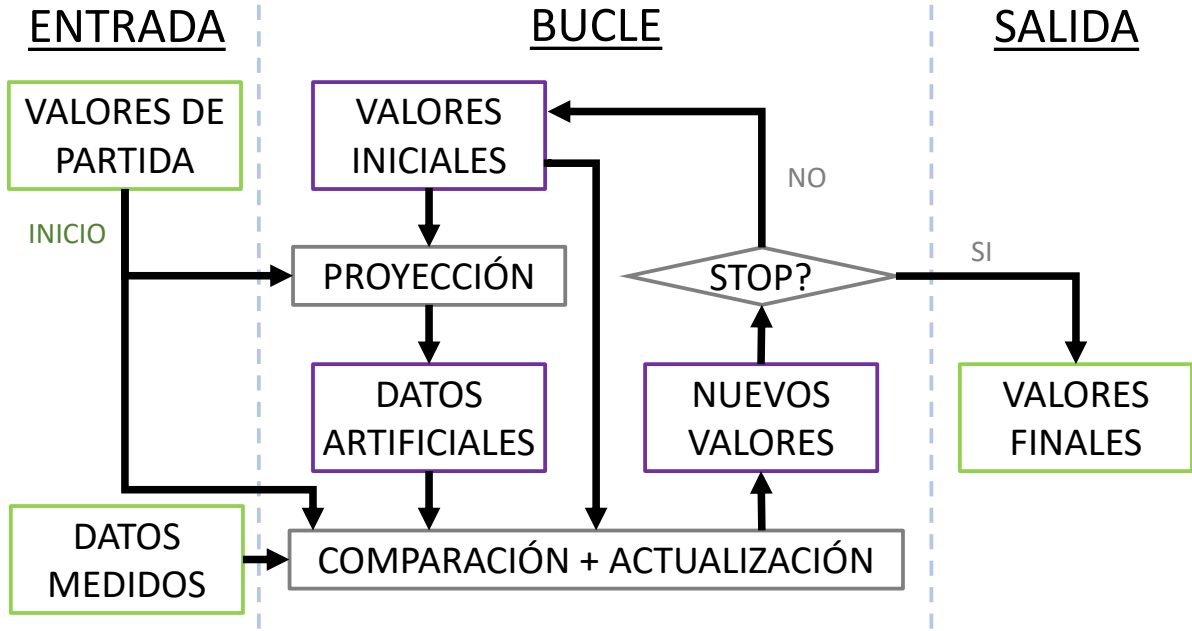 ENTRADA
BUCLE
SALIDA
VALORES DE
PARTIDA
VALORES
INICIALES
NO
INICIO
SI
PROYECCIÓN
STOP?
DATOS
ARTIFICIALES
NUEVOS
VALORES
VALORES
FINALES
DATOS
MEDIDOS
COMPARACIÓN + ACTUALIZACIÓN